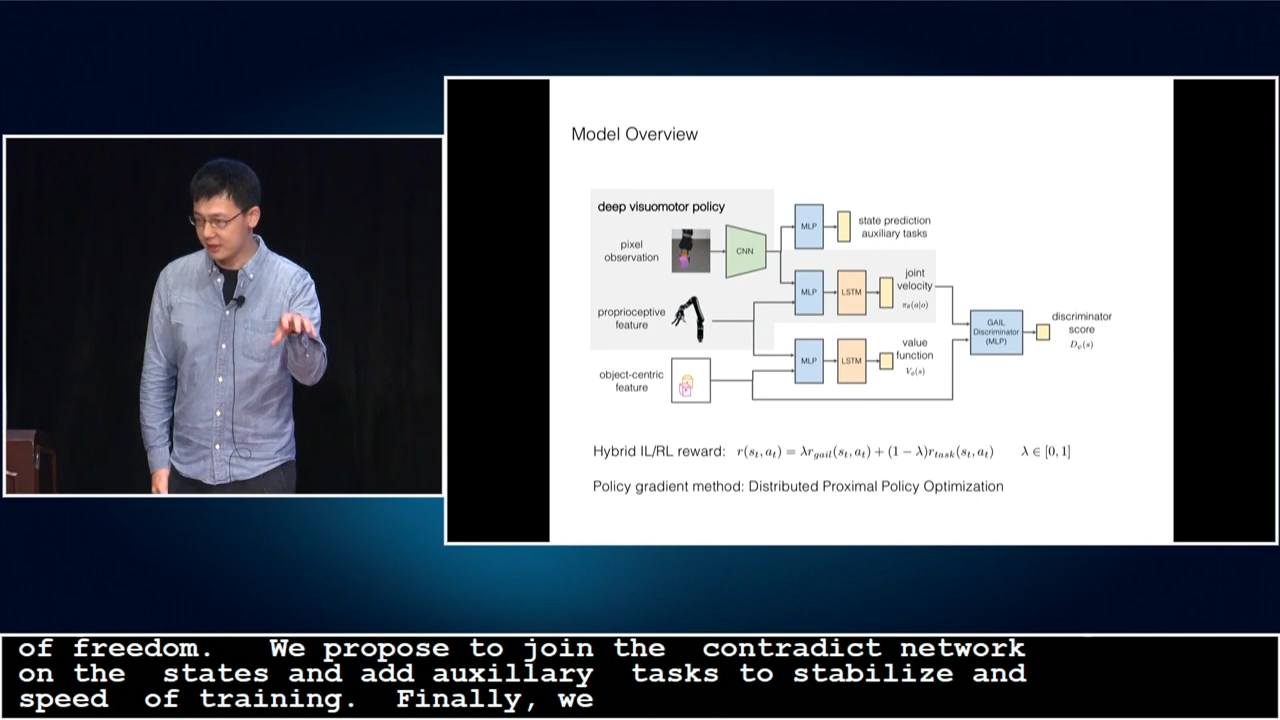 Model Overview
deep visuomotor policy
pixel
observation
CNN
MLP
state prediction
auxiliary tasks
proprioceptive
feature
MLP
LSTM
joint
velocity
πθ(a|o)
object-centric
feature
MLP
LSTM
value
function
Vφ(s)
GAIL
Discriminator
(MLP)
discriminator
score
Dψ(s)
Hybrid IL/RL reward: r(st, at) = λrgail(st, at) + (1 − λ)rtask(st, at) λ ∈ [0, 1]
Policy gradient method: Distributed Proximal Policy Optimization
of freedom. We propose to join the contradict network
on the states and add auxillary tasks to stabilize and
speed of training. Finally, we